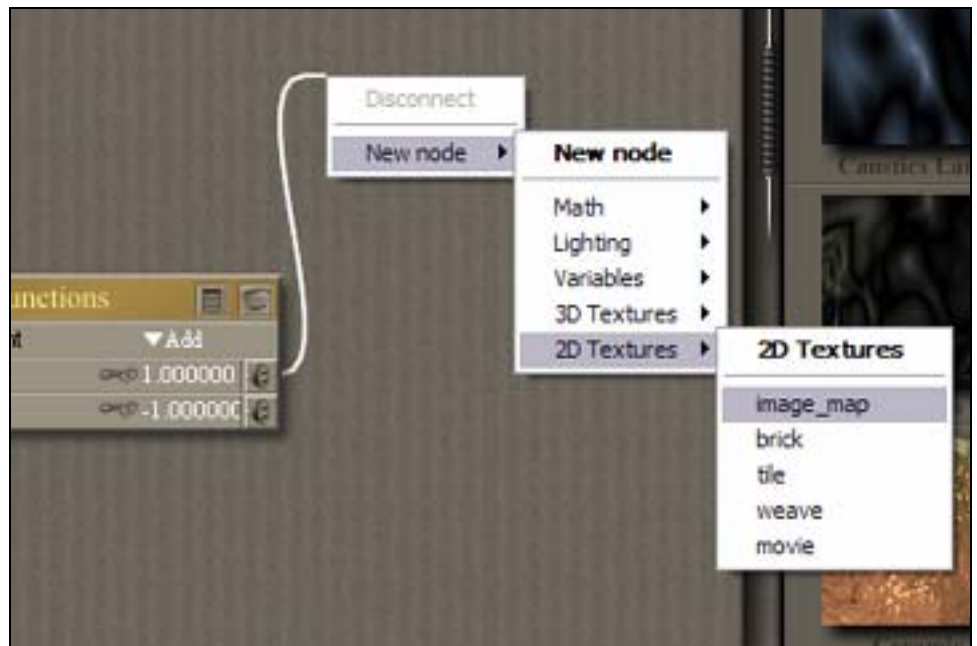 Disconnect
New node
New node
Math
Lighting
Variables
3D Textures
2D Textures
2D Textures
image_map
brick
tile
weave
movie
unctions
Add
1.000000
-1.000000